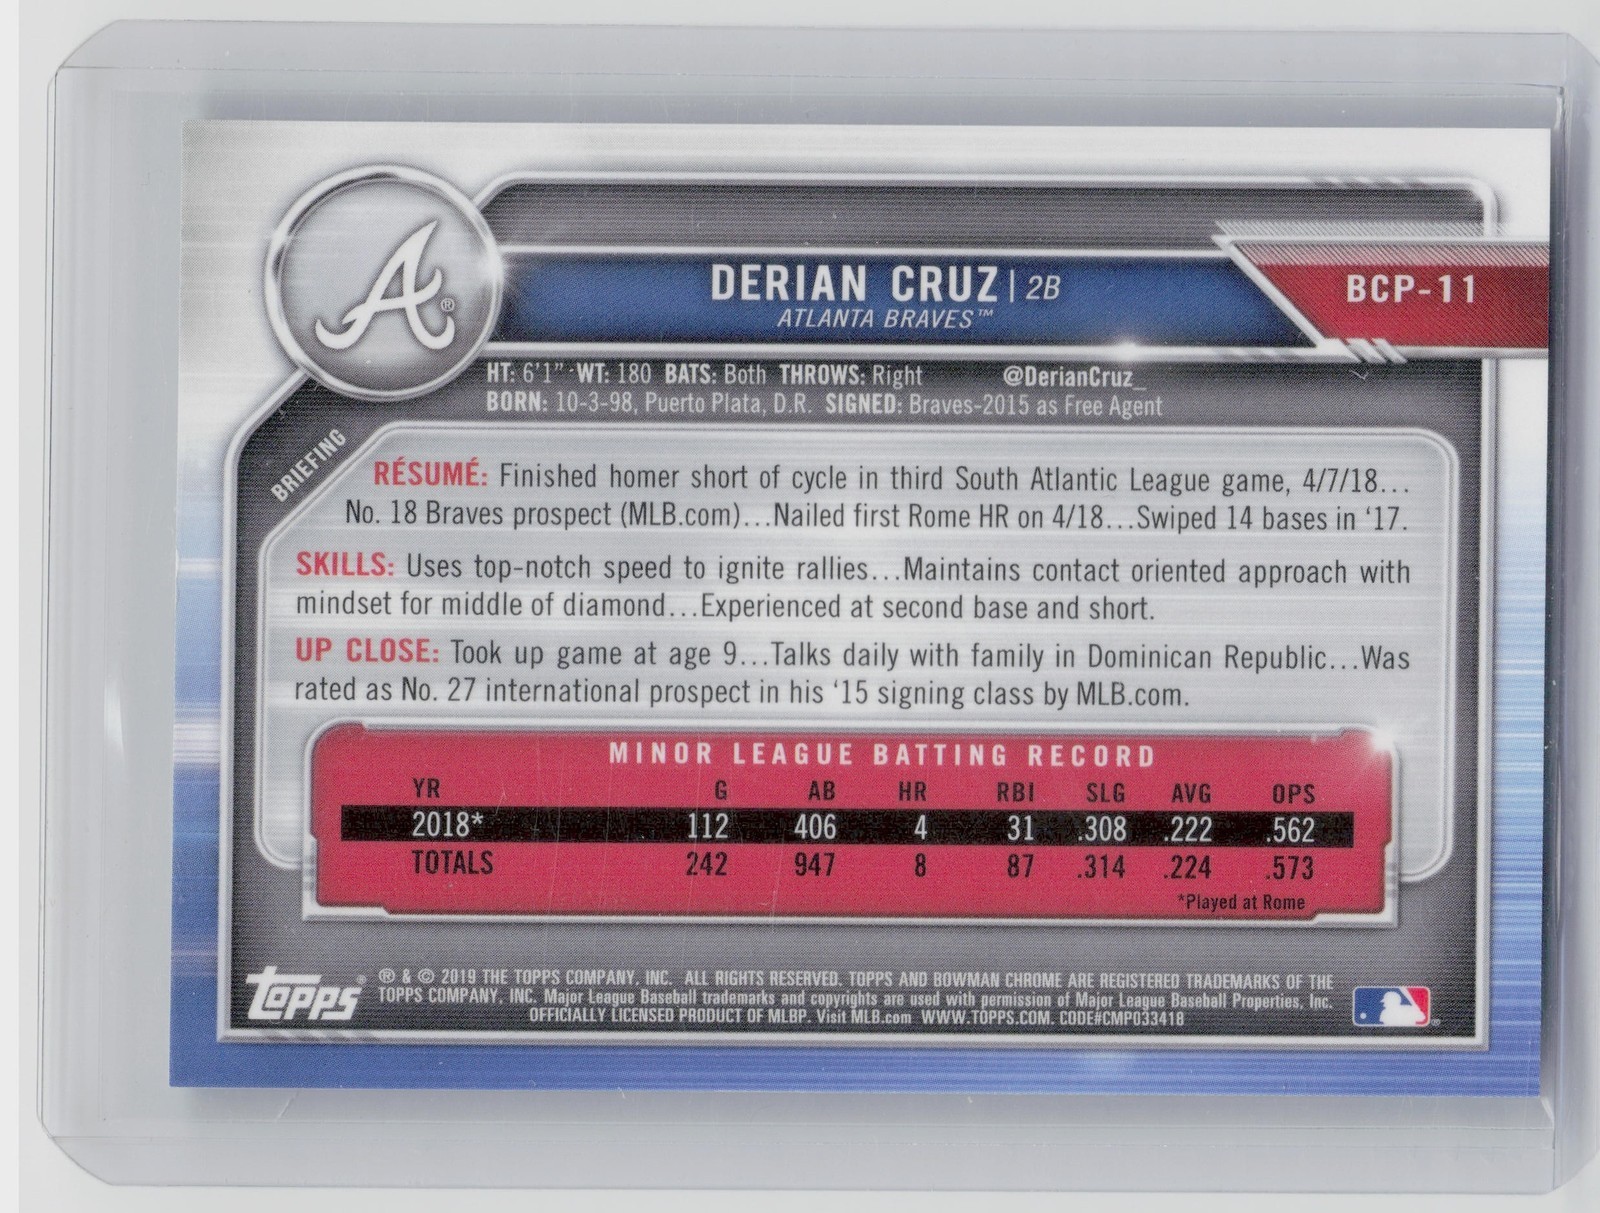 DERIAN CRUZ | 2B
ATLANTA BRAVES™
BCP-11
A®
HT: 6'1" WT: 180 BATS: Both THROWS: Right @DerianCruz_
BORN: 10-3-98, Puerto Plata, D.R. SIGNED: Braves-2015 as Free Agent
BRIEFING
RÉSUMÉ: Finished homer short of cycle in third South Atlantic League game, 4/7/18...
No. 18 Braves prospect (MLB.com)...Nailed first Rome HR on 4/18...Swiped 14 bases in '17.
SKILLS: Uses top-notch speed to ignite rallies...Maintains contact oriented approach with
mindset for middle of diamond...Experienced at second base and short.
UP CLOSE: Took up game at age 9...Talks daily with family in Dominican Republic...Was
rated as No. 27 international prospect in his '15 signing class by MLB.com.
MINOR LEAGUE BATTING RECORD
YR G AB HR RBI SLG AVG OPS
2018* 112 406 4 31 .308 .222 .562
TOTALS 242 947 8 87 .314 .224 .573
*Played at Rome
topps®
® & © 2019 THE TOPPS COMPANY, INC. ALL RIGHTS RESERVED. TOPPS AND BOWMAN CHROME ARE REGISTERED TRADEMARKS OF THE
TOPPS COMPANY, INC. Major League Baseball trademarks and copyrights are used with permission of Major League Baseball Properties, Inc.
OFFICIALLY LICENSED PRODUCT OF MLBP. Visit MLB.com WWW.TOPPS.COM. CODE#CMP033418